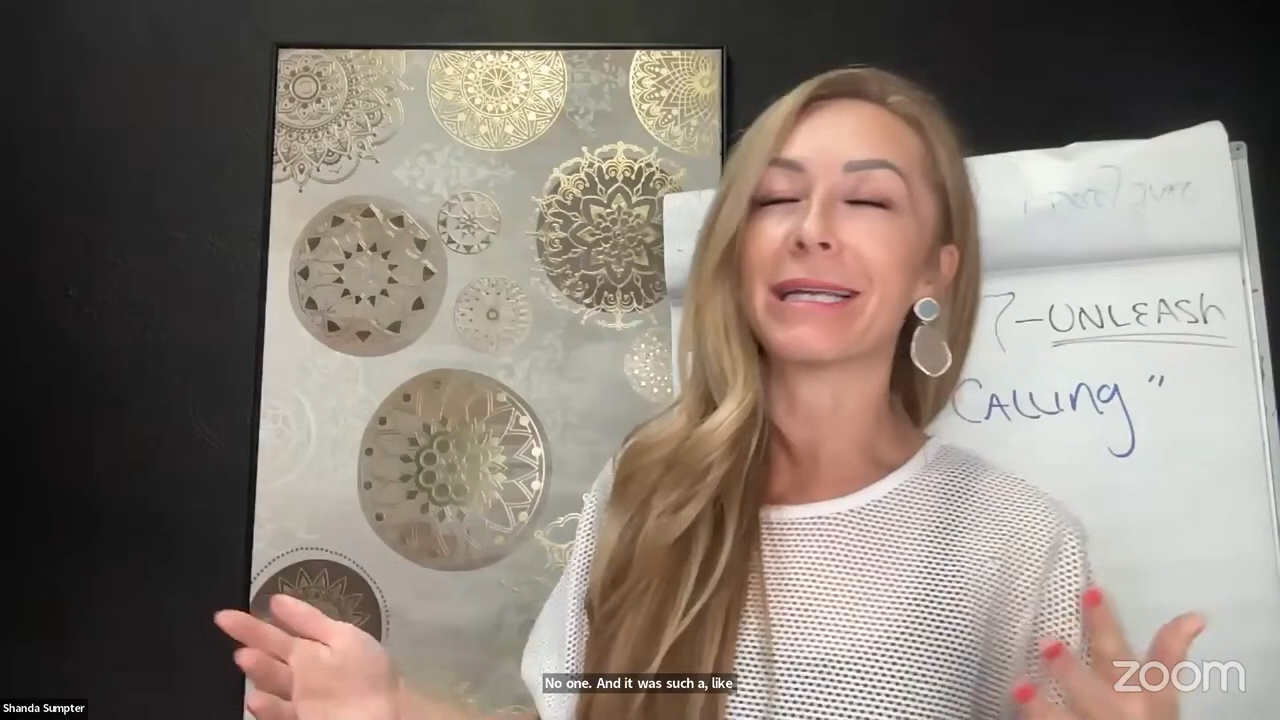 7-UNLEASH
CALLING"
No one. And it was such a, like
zoom
Shanda Sumpter